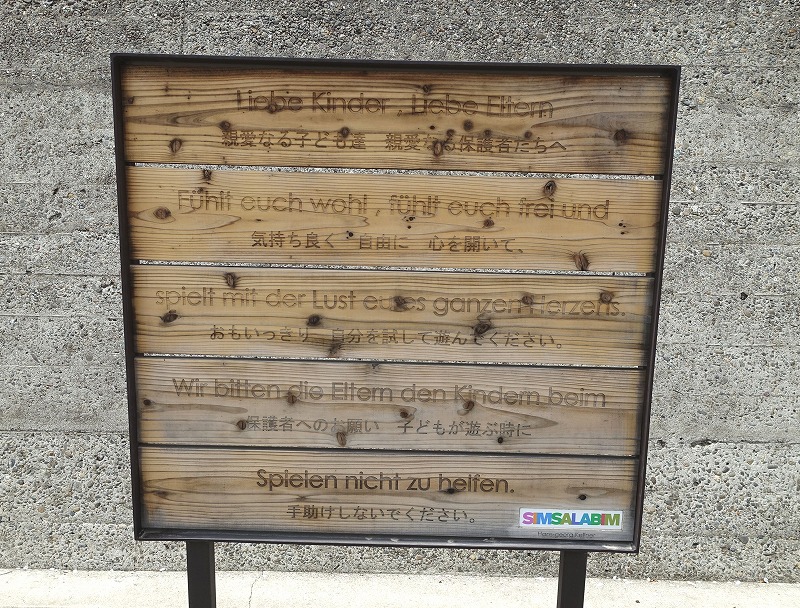 Liebe Kinder , Liebe Eltern
親愛なる子ども達　親愛なる保護者たちへ
Fühlt euch wohl , fühlt euch frei und
気持ち良く　自由に　心を開いて、
spielt mit der Lust eures ganzen Herzens.
おもいっきり　自分を試して遊んでください。
Wir bitten die Eltern den Kindern beim
保護者へのお願い　子どもが遊ぶ時に
Spielen nicht zu helfen.
手助けしないでください。
SIMSALABIM
Hans-georg Kellner